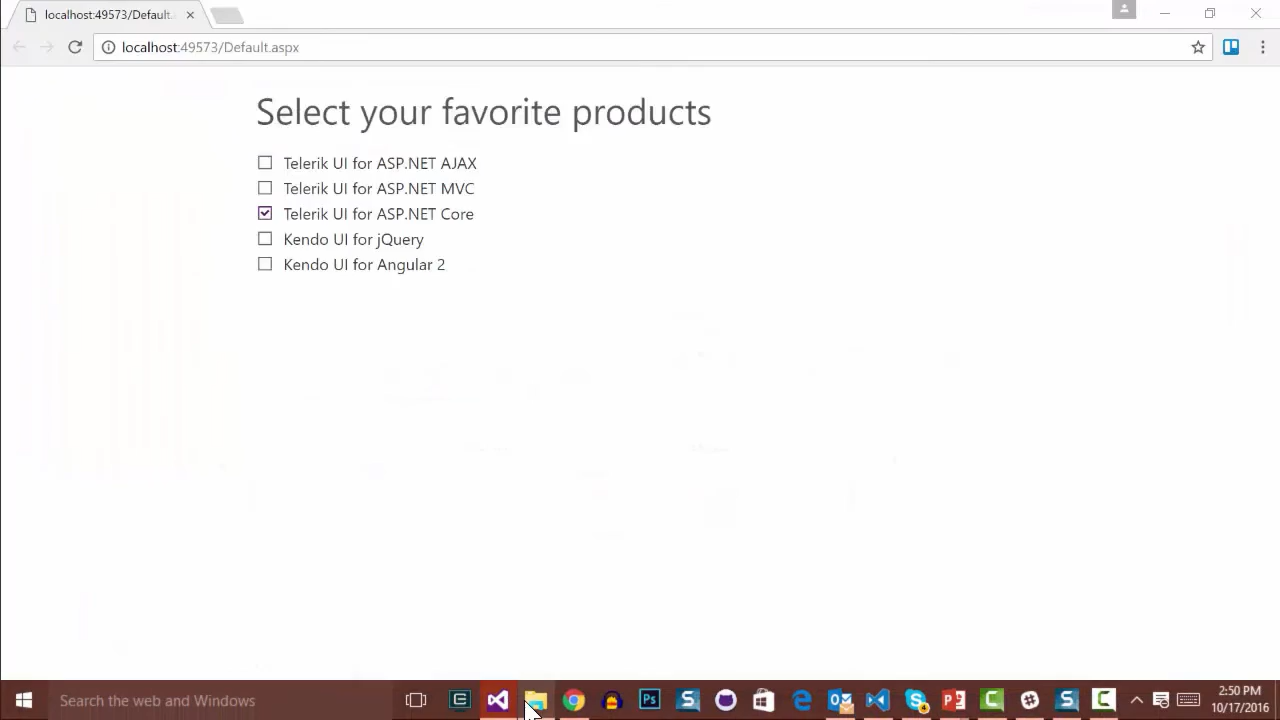 localhost:49573/Default.
localhost:49573/Default.aspx
Select your favorite products
Telerik UI for ASP.NET AJAX
Telerik UI for ASP.NET MVC
Telerik UI for ASP.NET Core
Kendo UI for jQuery
Kendo UI for Angular 2
Search the web and Windows
Ps
2:50 PM
10/17/2016